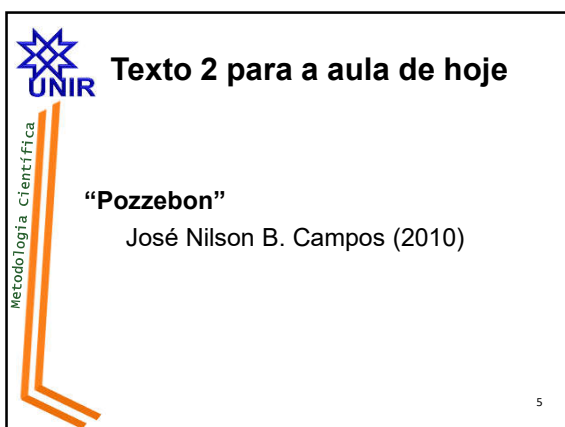 UNIR
Texto 2 para a aula de hoje
Metodologia Científica
“Pozzebon”
José Nilson B. Campos (2010)
5